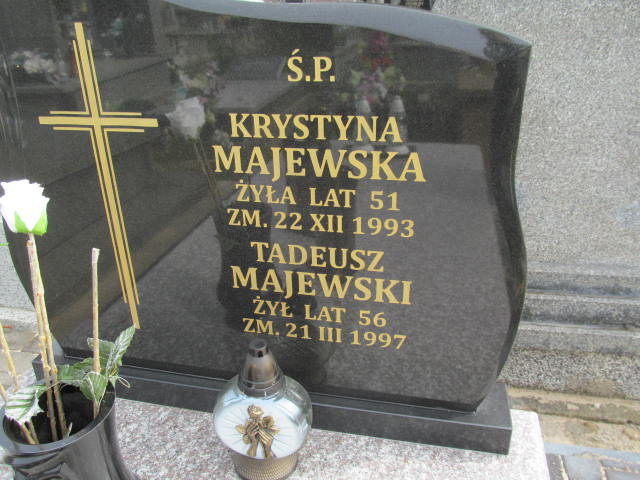 Ś.P.
KRYSTYNA
MAJEWSKA
ŻYŁA LAT 51
ZM. 22 XII 1993
TADEUSZ
MAJEWSKI
ŻYŁ LAT 56
ZM. 21 III 1997